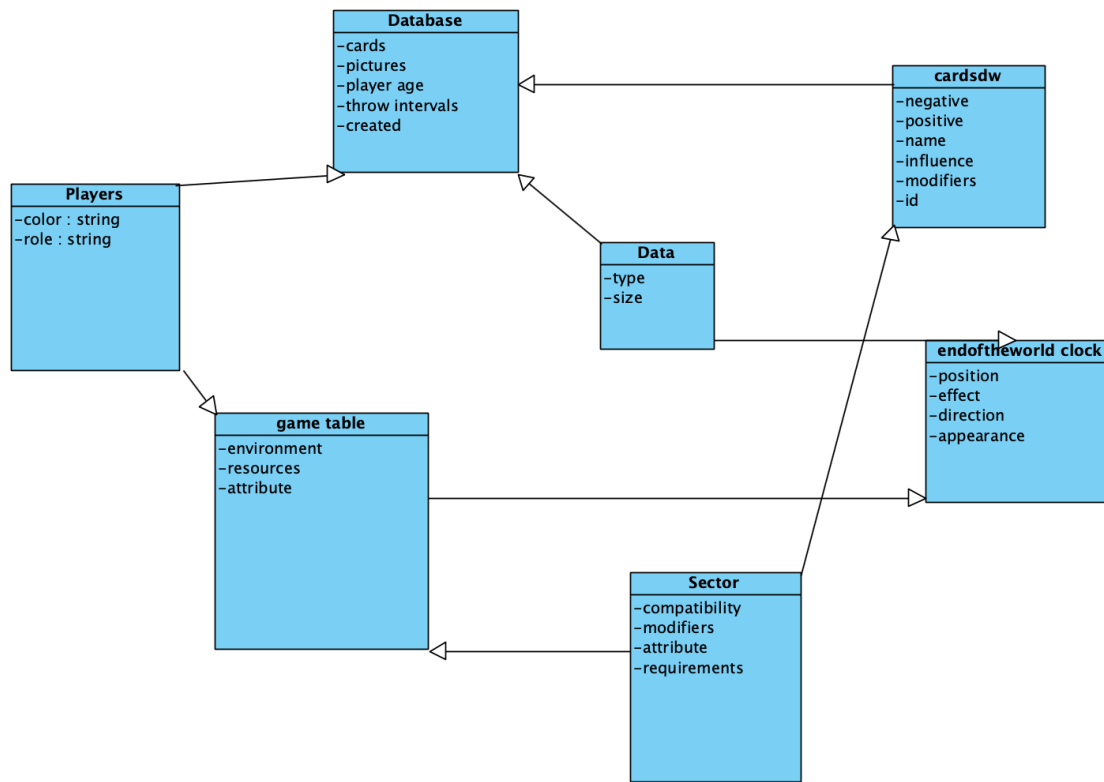 Database
-cards
-pictures
-player age
-throw intervals
-created
cardsdw
-negative
-positive
-name
-influence
-modifiers
-id
Players
-color : string
-role : string
Data
-type
-size
endoftheworld clock
-position
-effect
-direction
-appearance
game table
-environment
-resources
-attribute
Sector
-compatibility
-modifiers
-attribute
-requirements